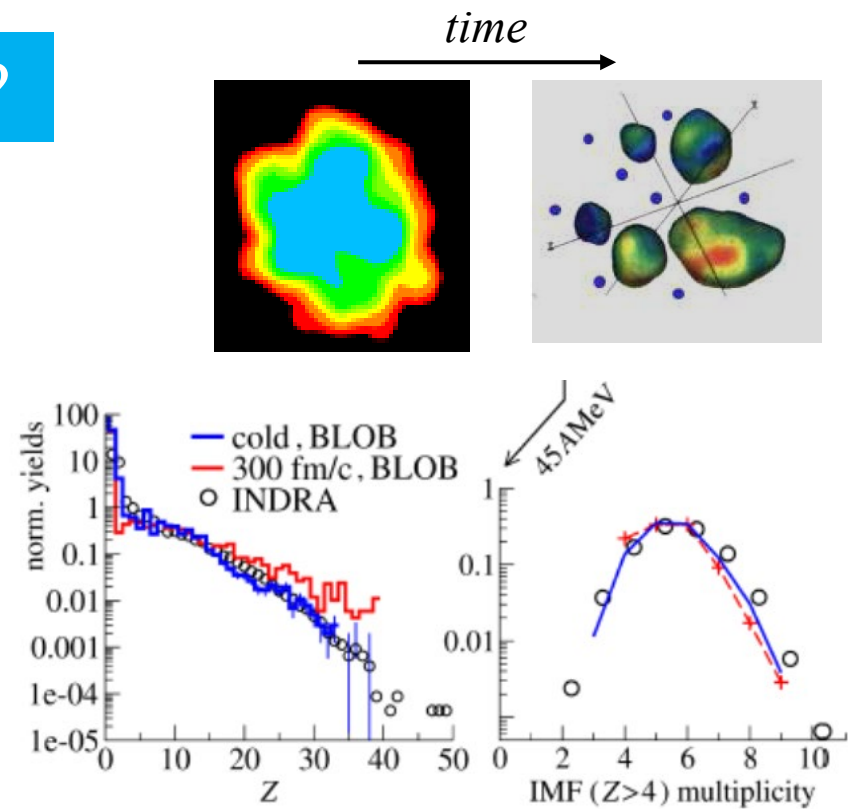 ?
time
100
10
1
0.1
0.01
0.001
1e-04
1e-05
norm. yields
cold, BLOB
300 fm/c, BLOB
INDRA
0 10 20 30 40 50
Z
45AMeV
1
0.1
0.01
0 2 4 6 8 10
IMF (Z>4) multiplicity